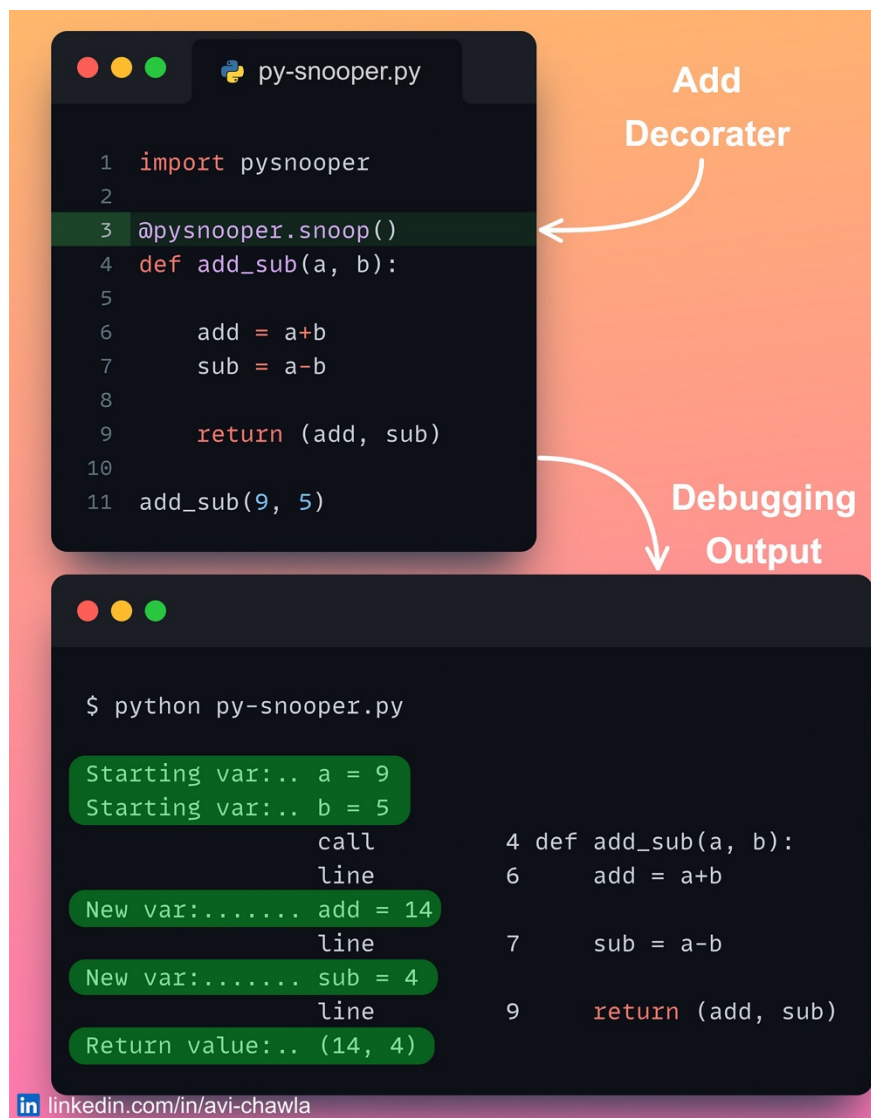 py-snooper.py
Add
Decorater
1 import pysnooper
2
3 @pysnooper.snoop()
4 def add_sub(a, b):
5
6     add = a+b
7     sub = a-b
8
9     return (add, sub)
10
11 add_sub(9, 5)
Debugging
Output
$ python py-snooper.py
Starting var:.. a = 9
Starting var:.. b = 5
                call         4 def add_sub(a, b):
                line         6     add = a+b
New var:....... add = 14
                line         7     sub = a-b
New var:....... sub = 4
                line         9     return (add, sub)
Return value:.. (14, 4)
in linkedin.com/in/avi-chawla